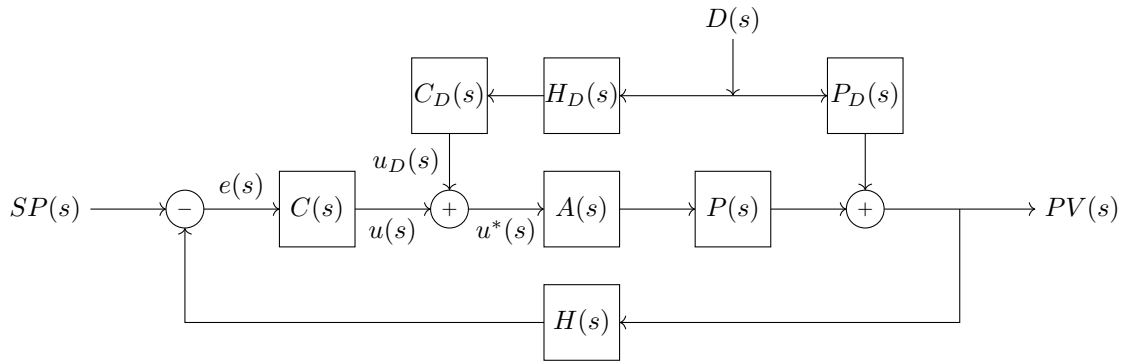 D(s)
C_D(s)
H_D(s)
P_D(s)
u_D(s)
SP(s)
-
e(s)
C(s)
u(s)
+
u*(s)
A(s)
P(s)
+
PV(s)
H(s)